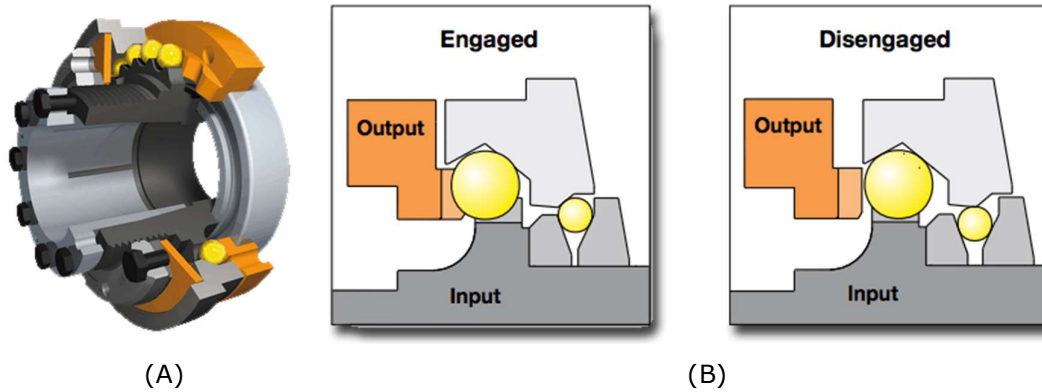 Engaged
Output
Input
Disengaged
Output
Input
(A)
(B)